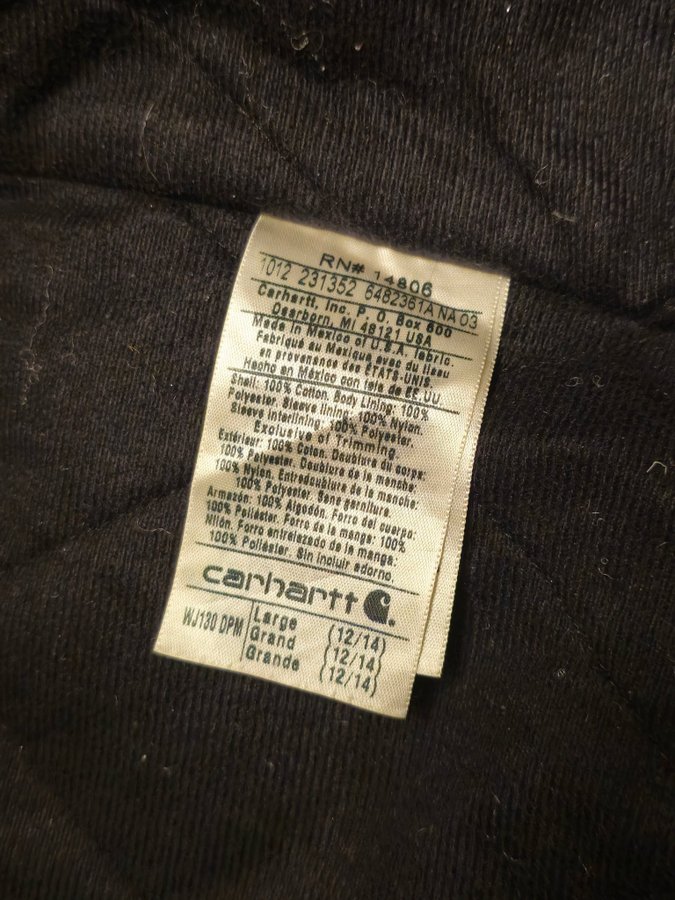 RN# 14806
1012 231352 6482361A NA 03
Carhartt, Inc. P. O. Box 600
Dearborn, MI 48121 USA
Made in Mexico of U.S.A. fabric.
Fabriqué au Mexique avec du tissu
en provenance des ÉTATS-UNIS.
Hecho en México con tela de EE.UU.
Shell: 100% Cotton. Body Lining: 100%
Polyester. Sleeve lining: 100% Nylon.
Sleeve interlining: 100% Polyester.
Exclusive of Trimming.
Extérieur: 100% Coton. Doublure du corps:
100% Polyester. Doublure de la manche:
100% Nylon. Entredoublure de la manche:
100% Polyester. Sans garniture.
Armazón: 100% Algodón. Forro del cuerpo:
100% Poliéster. Forro de la manga: 100%
Nilón. Forro entrelazado de la manga:
100% Poliéster. Sin incluir adorno.
carhartt
WJ130 DPM Large (12/14)
Grand (12/14)
Grande (12/14)